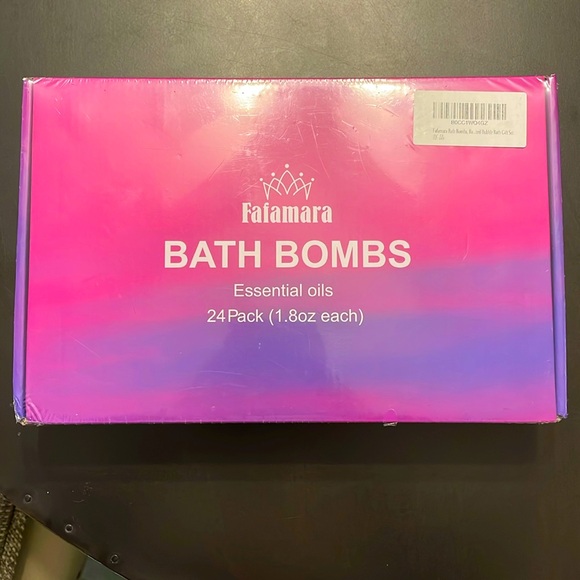 Fafamara
BATH BOMBS
Essential oils
24Pack (1.8oz each)